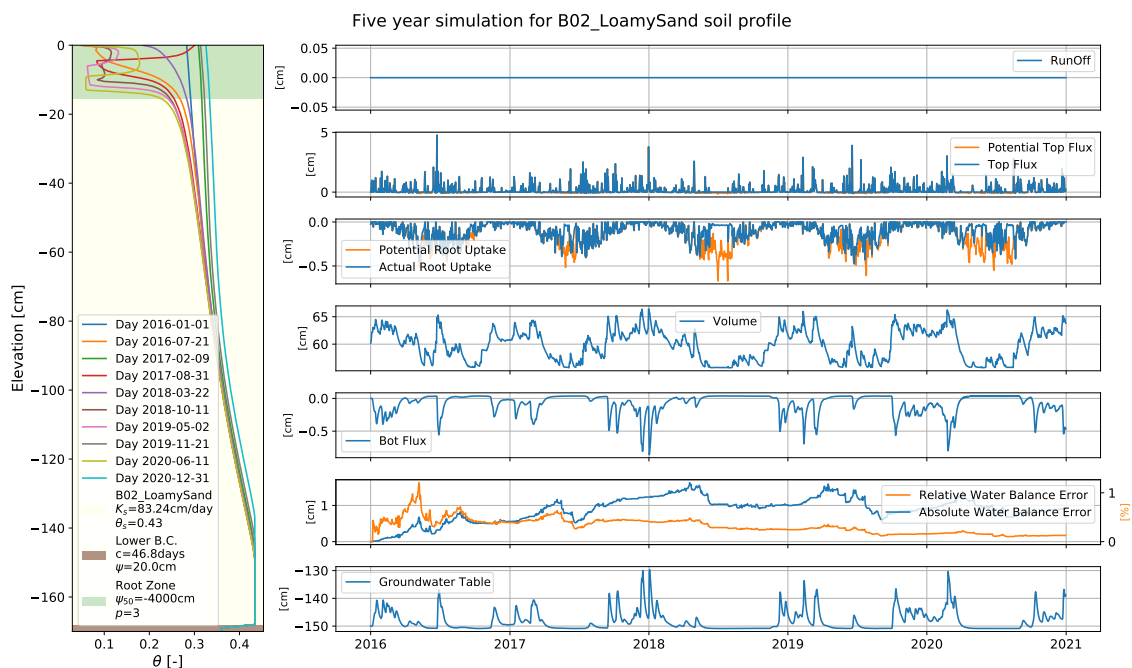 Five year simulation for B02_LoamySand soil profile
0
−20
−40
−60
−80
−100
−120
−140
−160
Elevation [cm]
0.1 0.2 0.3 0.4
θ [-]
Day 2016-01-01
Day 2016-07-21
Day 2017-02-09
Day 2017-08-31
Day 2018-03-22
Day 2018-10-11
Day 2019-05-02
Day 2019-11-21
Day 2020-06-11
Day 2020-12-31
B02_LoamySand
Kₛ=83.24cm/day
θₛ=0.43
Lower B.C.
c=46.8days
ψ=20.0cm
Root Zone
ψ₅₀=-4000cm
p=3
0.05
0.00
−0.05
[cm]
RunOff
5
0
[cm]
Potential Top Flux
Top Flux
0.0
−0.5
[cm]
Potential Root Uptake
Actual Root Uptake
65
60
[cm]
Volume
0.0
−0.5
[cm]
Bot Flux
1
0
[cm]
Relative Water Balance Error
Absolute Water Balance Error
1
0
[%]
−130
−140
−150
[cm]
Groundwater Table
2016 2017 2018 2019 2020 2021